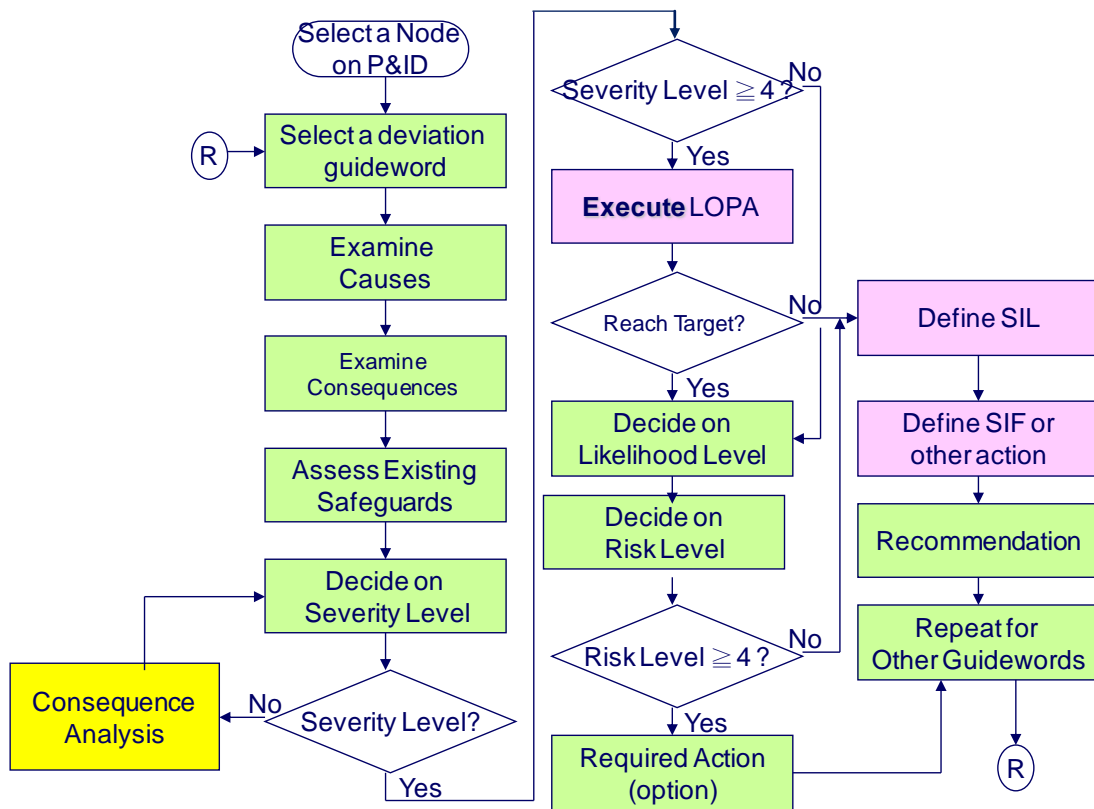 Select a Node
on P&ID
R
Select a deviation
guideword
Examine
Causes
Examine
Consequences
Assess Existing
Safeguards
Decide on
Severity Level
Consequence
Analysis
No
Severity Level?
Yes
Severity Level ≧ 4 ?
No
Yes
Execute LOPA
Reach Target?
No
Yes
Decide on
Likelihood Level
Decide on
Risk Level
Risk Level ≧ 4 ?
No
Yes
Required Action
(option)
Define SIL
Define SIF or
other action
Recommendation
Repeat for
Other Guidewords
R